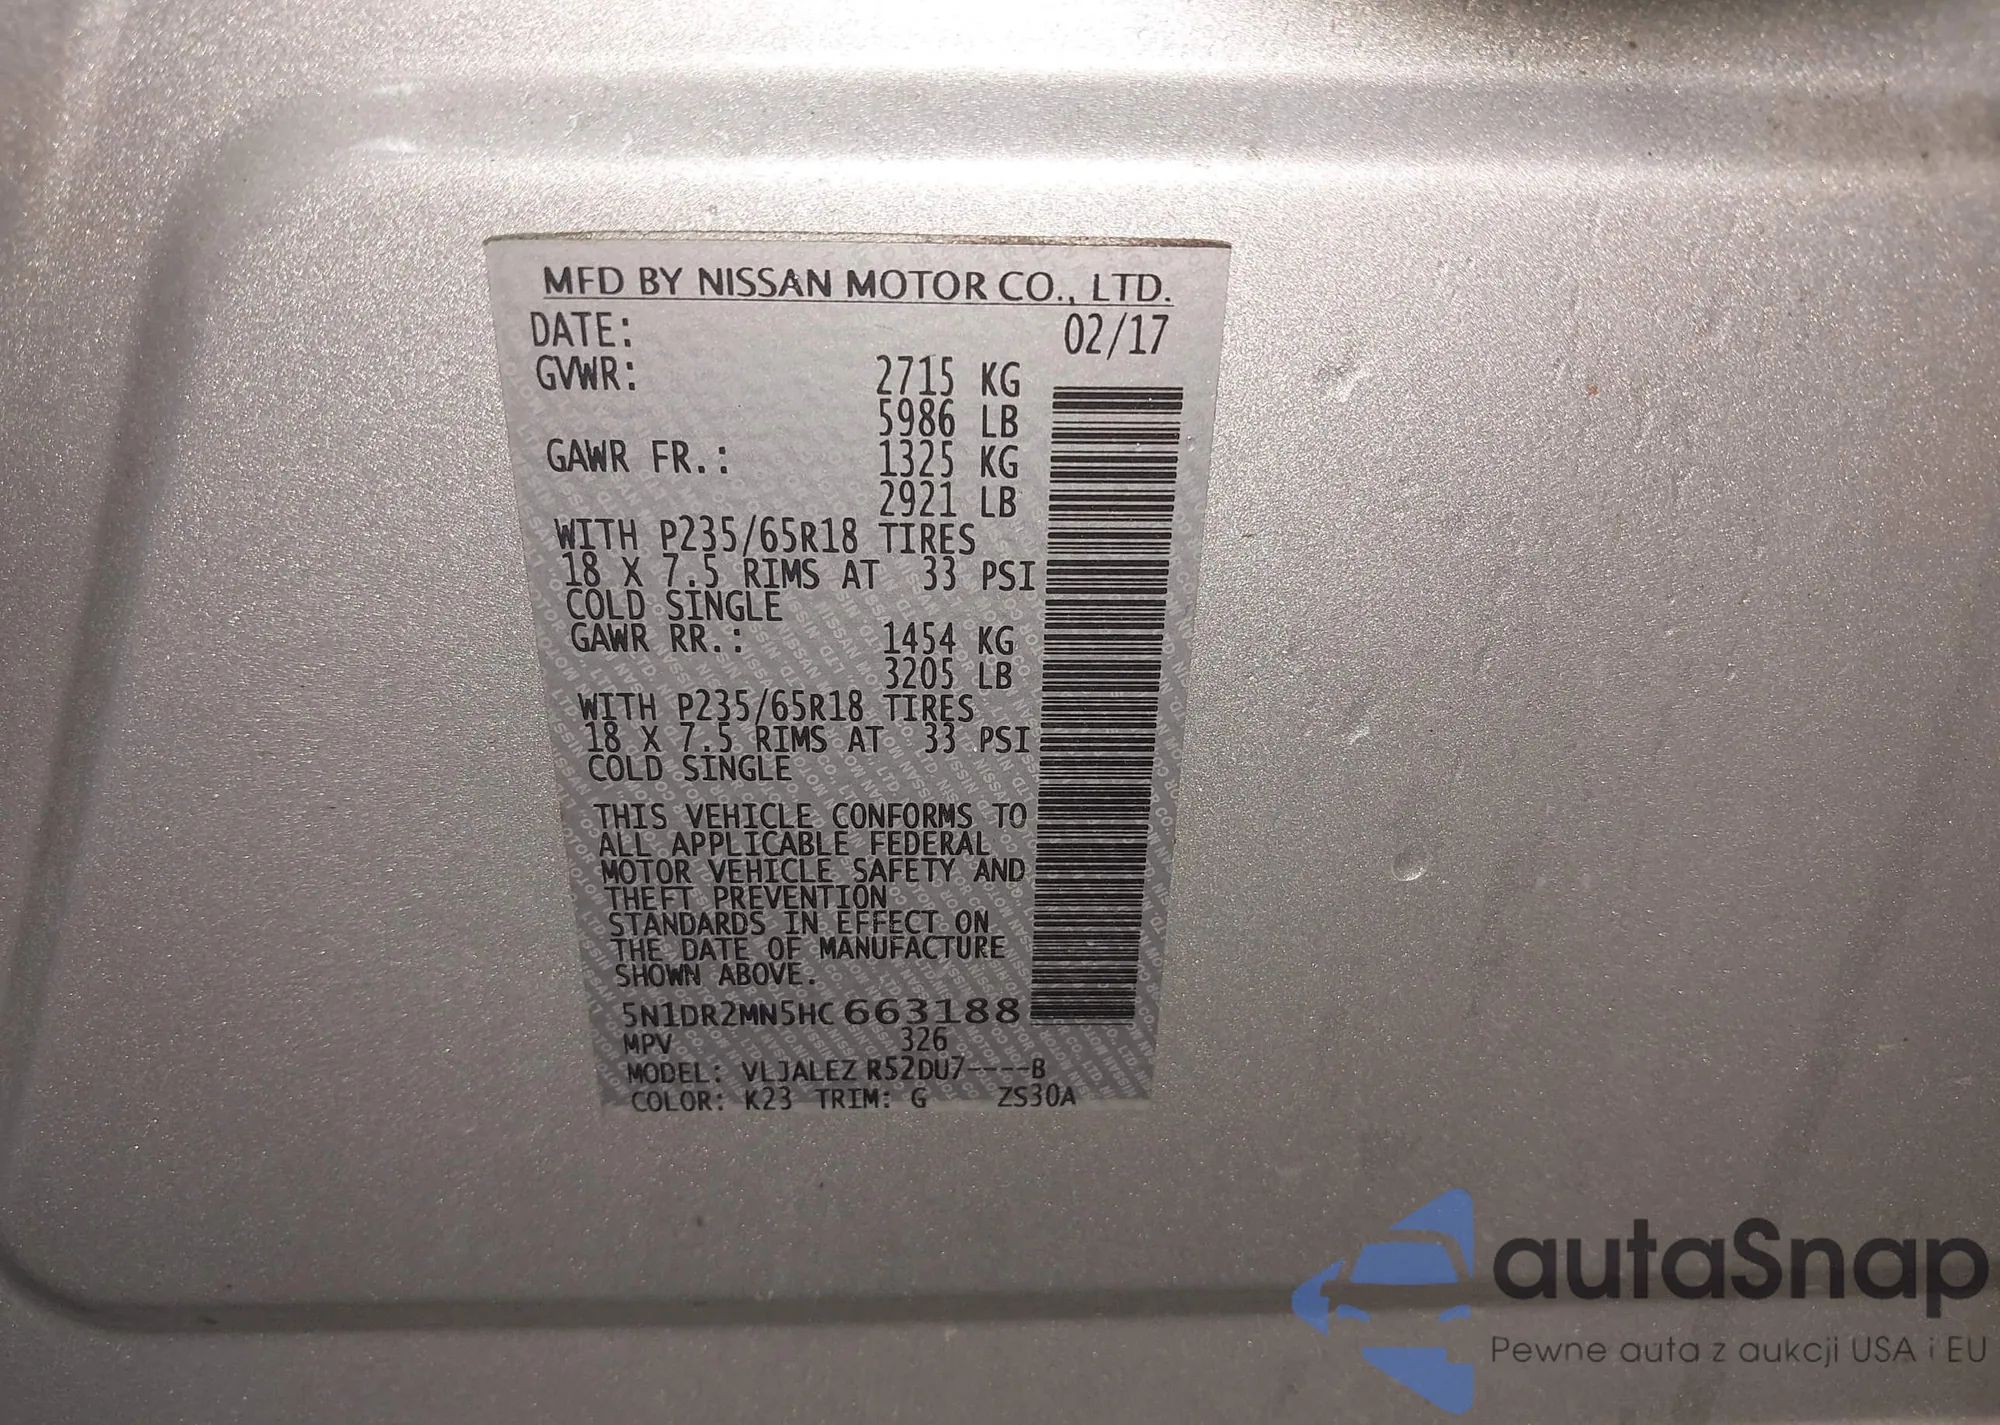 MFD BY NISSAN MOTOR CO., LTD.
DATE: 02/17
GVWR: 2715 KG
5986 LB
GAWR FR.: 1325 KG
2921 LB
WITH P235/65R18 TIRES
18 X 7.5 RIMS AT 33 PSI
COLD SINGLE
GAWR RR.: 1454 KG
3205 LB
WITH P235/65R18 TIRES
18 X 7.5 RIMS AT 33 PSI
COLD SINGLE
THIS VEHICLE CONFORMS TO
ALL APPLICABLE FEDERAL
MOTOR VEHICLE SAFETY AND
THEFT PREVENTION
STANDARDS IN EFFECT ON
THE DATE OF MANUFACTURE
SHOWN ABOVE.
5N1DR2MN5HC663188
MPV 326
MODEL: VLJALEZ R52DU7----B
COLOR: K23 TRIM: G ZS30A
autaSnap
Pewne auta z aukcji USA i EU